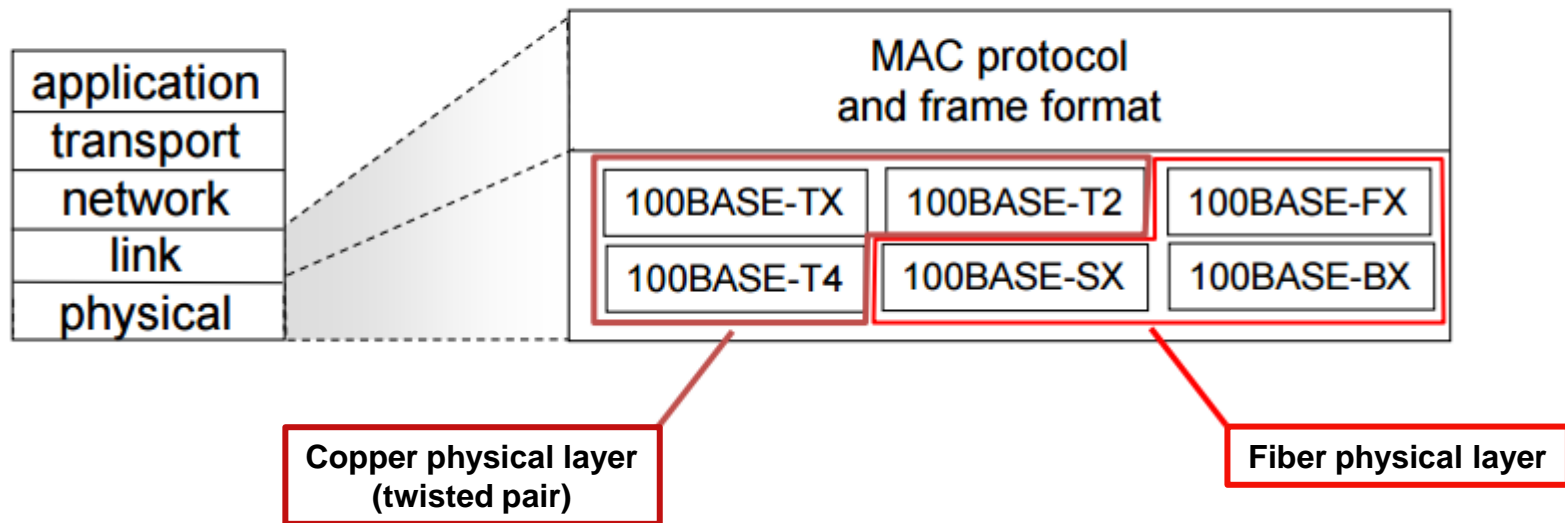 application
transport
network
link
physical
MAC protocol
and frame format
100BASE-TX
100BASE-T2
100BASE-FX
100BASE-T4
100BASE-SX
100BASE-BX
Copper physical layer
(twisted pair)
Fiber physical layer